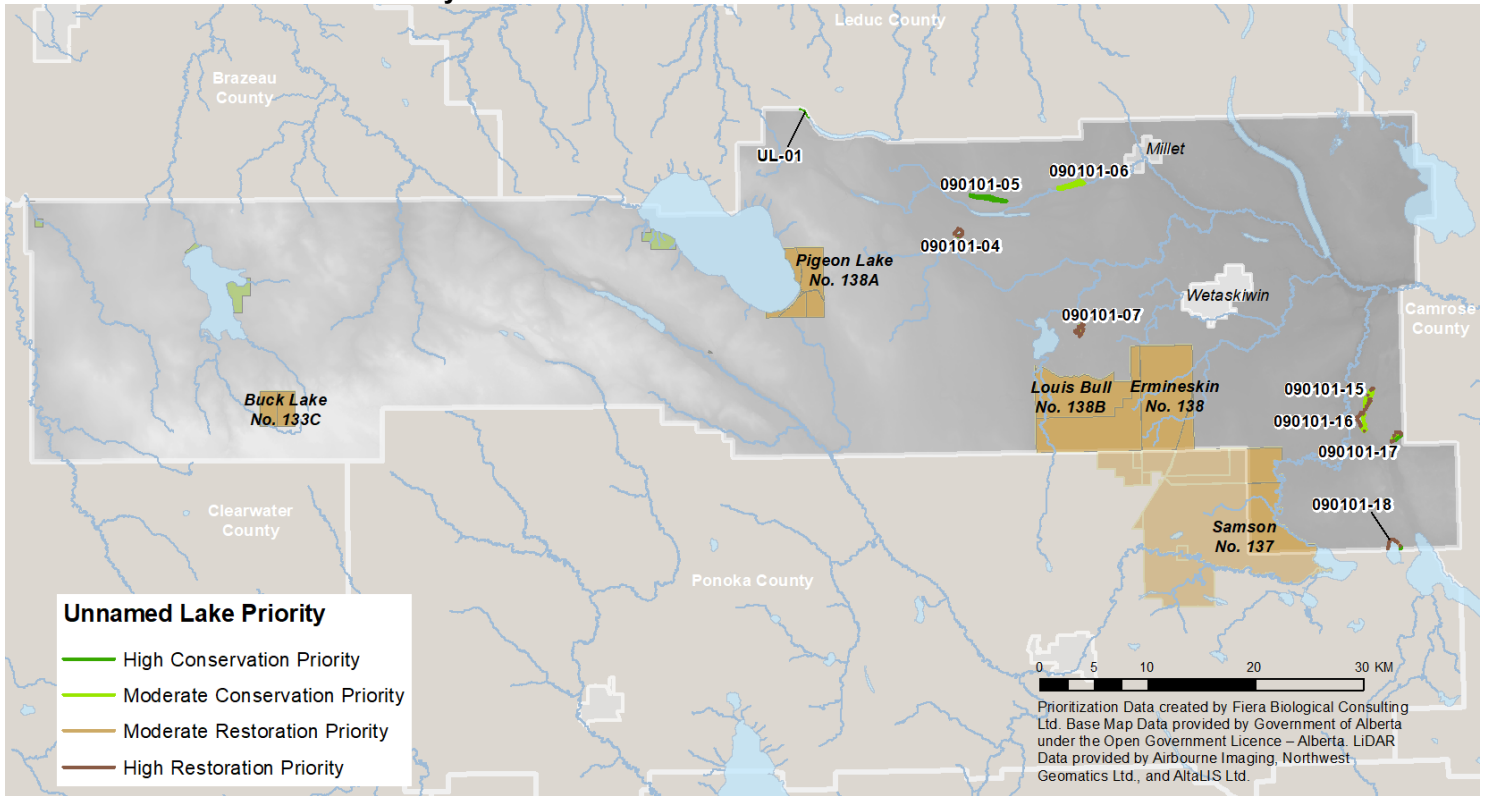 Leduc County
Brazeau
County
UL-01
Millet
090101-05
090101-06
090101-04
Pigeon Lake
No. 138A
Wetaskiwin
Camrose
County
090101-07
Buck Lake
No. 133C
Louis Bull
No. 138B
Ermineskin
No. 138
090101-15
090101-16
090101-17
090101-18
Clearwater
County
Samson
No. 137
Ponoka County
Unnamed Lake Priority
High Conservation Priority
Moderate Conservation Priority
Moderate Restoration Priority
High Restoration Priority
0 5 10 20 30 KM
Prioritization Data created by Fiera Biological Consulting
Ltd. Base Map Data provided by Government of Alberta
under the Open Government Licence – Alberta. LiDAR
Data provided by Airbourne Imaging, Northwest
Geomatics Ltd., and AltaLIS Ltd.